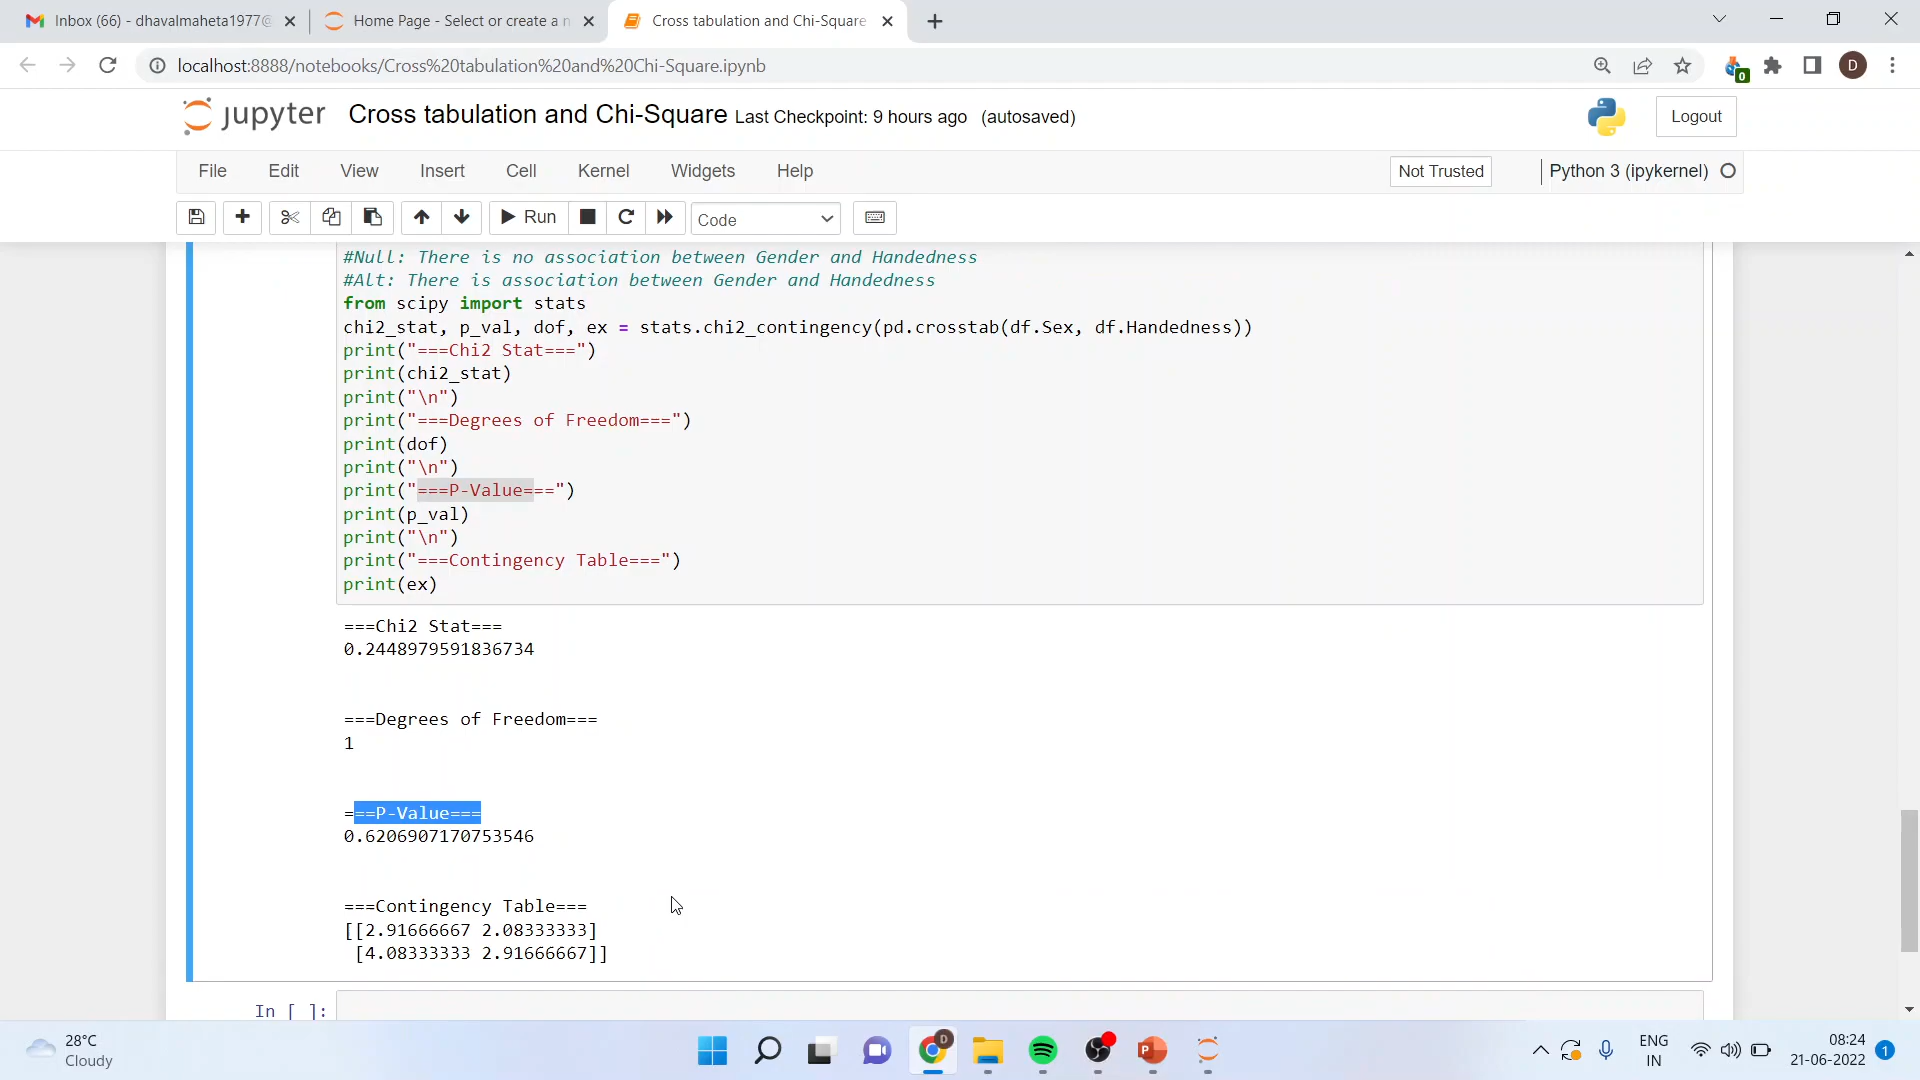 Inbox (66) - dhavalmaheta1977@
Home Page - Select or create a n
Cross tabulation and Chi-Square
localhost:8888/notebooks/Cross%20tabulation%20and%20Chi-Square.ipynb
0
D
jupyter
Cross tabulation and Chi-Square Last Checkpoint: 9 hours ago (autosaved)
Logout
File Edit View Insert Cell Kernel Widgets Help
Not Trusted
Python 3 (ipykernel)
Run
Code
#Null: There is no association between Gender and Handedness
#Alt: There is association between Gender and Handedness
from scipy import stats
chi2_stat, p_val, dof, ex = stats.chi2_contingency(pd.crosstab(df.Sex, df.Handedness))
print("===Chi2 Stat===")
print(chi2_stat)
print("\n")
print("===Degrees of Freedom===")
print(dof)
print("\n")
print("===P-Value===")
print(p_val)
print("\n")
print("===Contingency Table===")
print(ex)
===Chi2 Stat===
0.2448979591836734
===Degrees of Freedom===
1
===P-Value===
0.6206907170753546
===Contingency Table===
[[2.91666667 2.08333333]
[4.08333333 2.91666667]]
In [ ]:
28°C
Cloudy
D
ENG
IN
08:24
21-06-2022
1